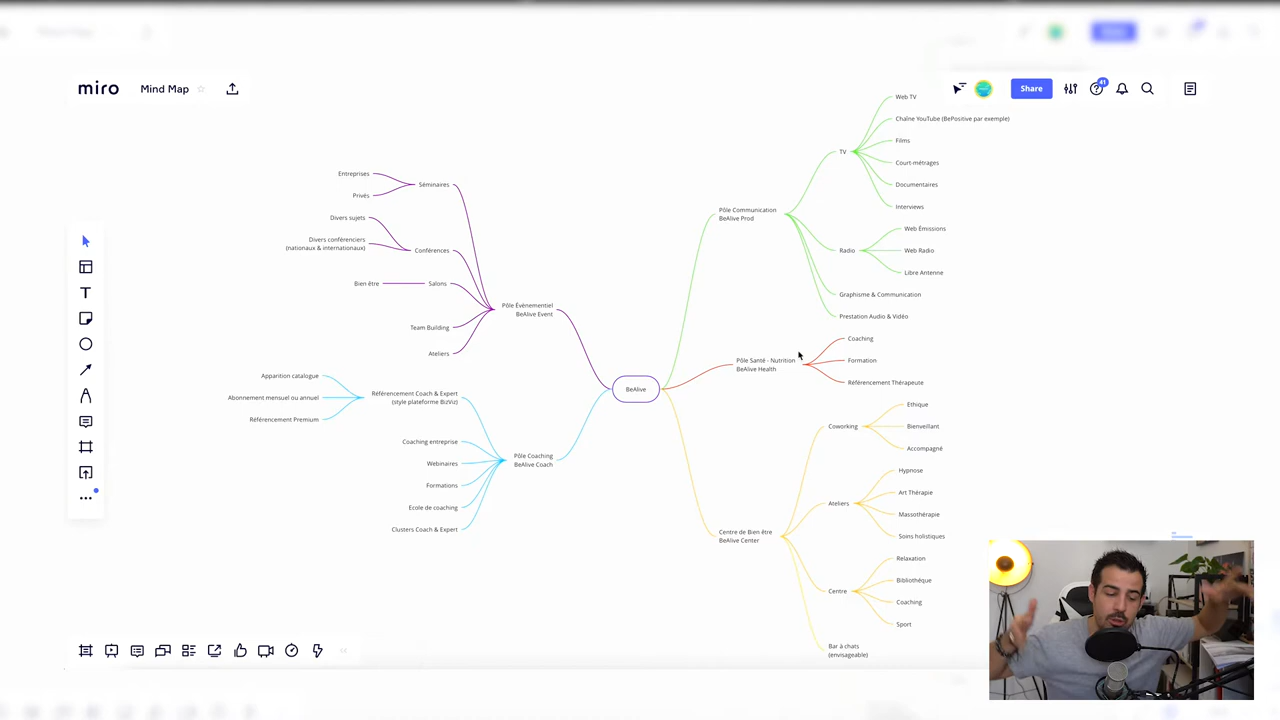 miro
Mind Map
Share
41
Entreprises
Privés
Séminaires
Divers sujets
Divers conférenciers
(nationaux & internationaux)
Conférences
Bien être
Salons
Team Building
Ateliers
Pôle Évènementiel
BeAlive Event
Apparition catalogue
Abonnement mensuel ou annuel
Référencement Premium
Référencement Coach & Expert
(style plateforme BizViz)
Coaching entreprise
Webinaires
Formations
Ecole de coaching
Clusters Coach & Expert
Pôle Coaching
BeAlive Coach
BeAlive
Pôle Communication
BeAlive Prod
TV
Web TV
Chaîne YouTube (BePositive par exemple)
Films
Court-métrages
Documentaires
Interviews
Radio
Web Émissions
Web Radio
Libre Antenne
Graphisme & Communication
Prestation Audio & Vidéo
Pôle Santé - Nutrition
BeAlive Health
Coaching
Formation
Référencement Thérapeute
Centre de Bien être
BeAlive Center
Coworking
Ethique
Bienveillant
Accompagné
Ateliers
Hypnose
Art Thérapie
Massothérapie
Soins holistiques
Centre
Relaxation
Bibliothèque
Coaching
Sport
Bar à chats
(envisageable)